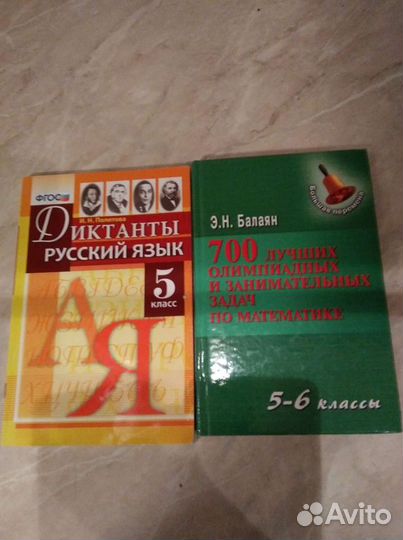 ФГОС
И.Н. Политова
ДИКТАНТЫ
РУССКИЙ ЯЗЫК
5
класс
А
Я
Большая перемена
Э.Н. Балаян
700 ЛУЧШИХ
ОЛИМПИАДНЫХ
И ЗАНИМАТЕЛЬНЫХ
ЗАДАЧ
ПО МАТЕМАТИКЕ
5-6 классы
Avito